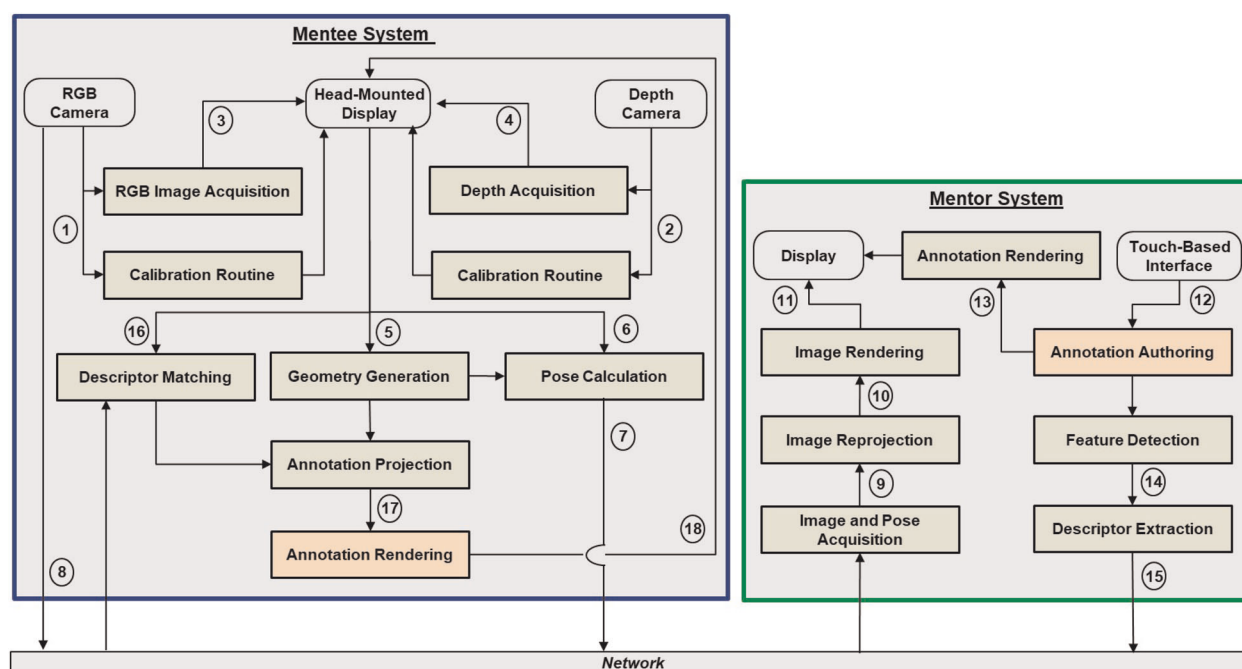 Mentee System
RGB
Camera
Head-Mounted
Display
Depth
Camera
3
4
RGB Image Acquisition
Depth Acquisition
1
2
Calibration Routine
Calibration Routine
16
5
6
Descriptor Matching
Geometry Generation
Pose Calculation
7
Annotation Projection
17
18
Annotation Rendering
8
Mentor System
Display
Annotation Rendering
Touch-Based
Interface
11
13
12
Image Rendering
Annotation Authoring
10
Image Reprojection
Feature Detection
9
14
Image and Pose
Acquisition
Descriptor Extraction
15
Network